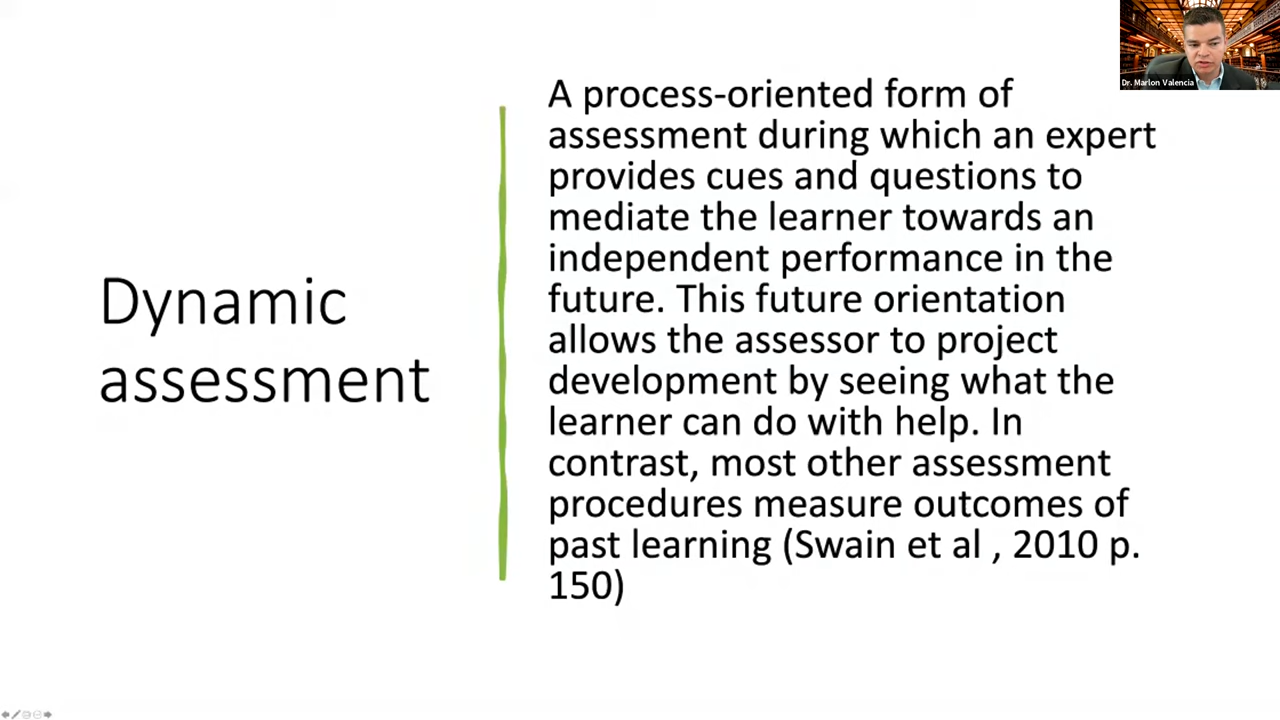 Dr. Marlon Valencia
Dynamic
assessment
A process-oriented form of
assessment during which an expert
provides cues and questions to
mediate the learner towards an
independent performance in the
future. This future orientation
allows the assessor to project
development by seeing what the
learner can do with help. In
contrast, most other assessment
procedures measure outcomes of
past learning (Swain et al , 2010 p.
150)